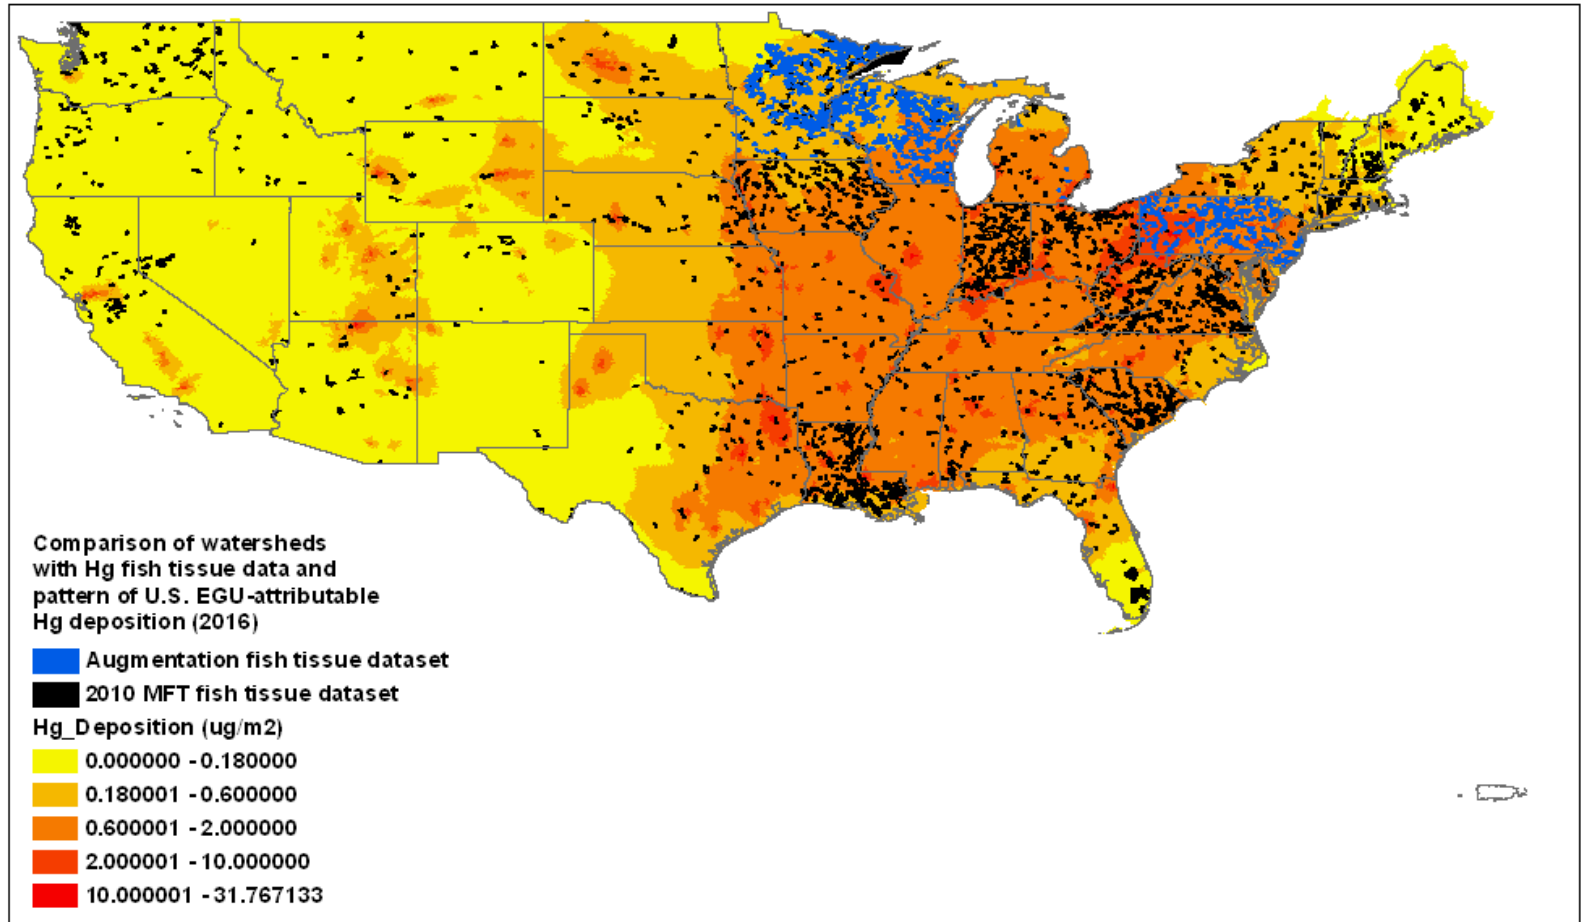 Comparison of watersheds
with Hg fish tissue data and
pattern of U.S. EGU-attributable
Hg deposition (2016)
Augmentation fish tissue dataset
2010 MFT fish tissue dataset
Hg_Deposition (ug/m2)
0.000000 - 0.180000
0.180001 - 0.600000
0.600001 - 2.000000
2.000001 - 10.000000
10.000001 - 31.767133